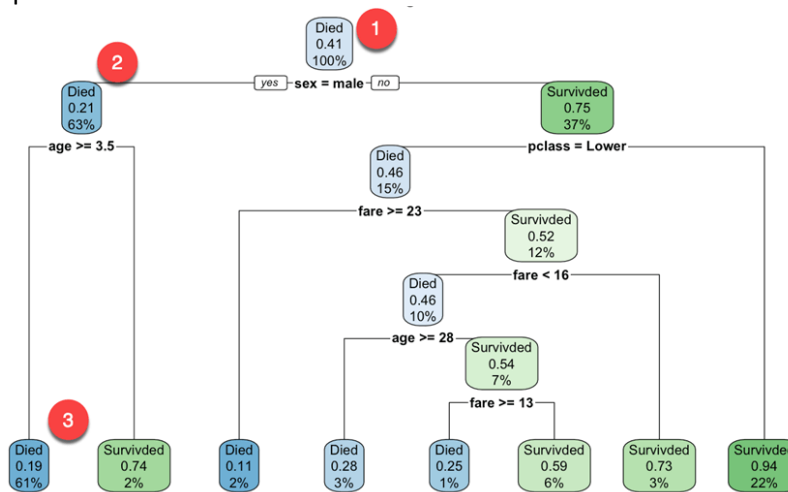 Died
0.41
100%
1
2
yes sex = male no
Died
0.21
63%
Survivded
0.75
37%
age >= 3.5
pclass = Lower
Died
0.46
15%
fare >= 23
Survivded
0.52
12%
fare < 16
Died
0.46
10%
age >= 28
Survivded
0.54
7%
fare >= 13
3
Died
0.19
61%
Survivded
0.74
2%
Died
0.11
2%
Died
0.28
3%
Died
0.25
1%
Survivded
0.59
6%
Survivded
0.73
3%
Survivded
0.94
22%